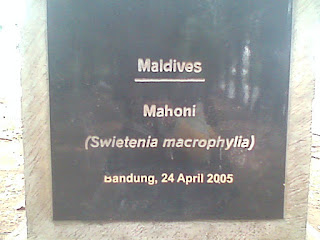 Maldives
Mahoni
(Swietenia macrophylia)
Bandung, 24 April 2005